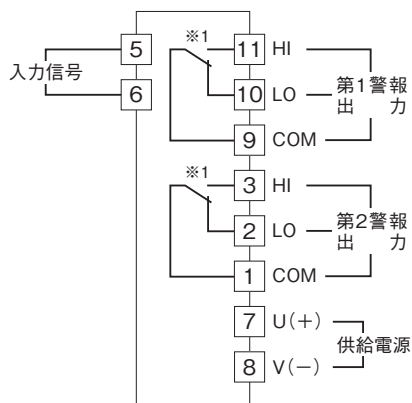 入力信号
5
6
※1
11 HI
10 LO
9 COM
第1警報
出　力
※1
3 HI
2 LO
1 COM
第2警報
出　力
7 U(+)
8 V(−)
供給電源